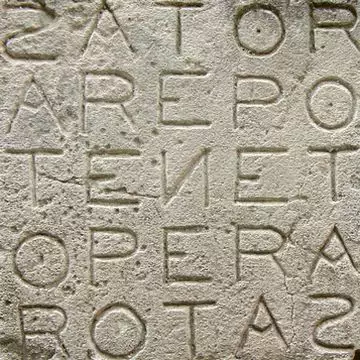 SATOR
AREPO
TENET
OPERA
ROTAS